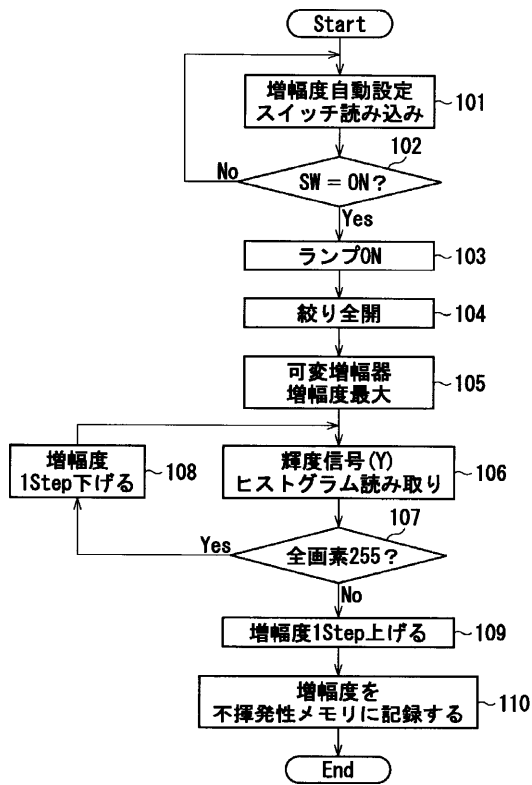 Start
増幅度自動設定
スイッチ読み込み
101
102
SW = ON?
No
Yes
ランプON
103
絞り全開
104
可変増幅器
増幅度最大
105
増幅度
1Step下げる
108
輝度信号(Y)
ヒストグラム読み取り
106
107
全画素255?
Yes
No
増幅度1Step上げる
109
増幅度を
不揮発性メモリに記録する
110
End